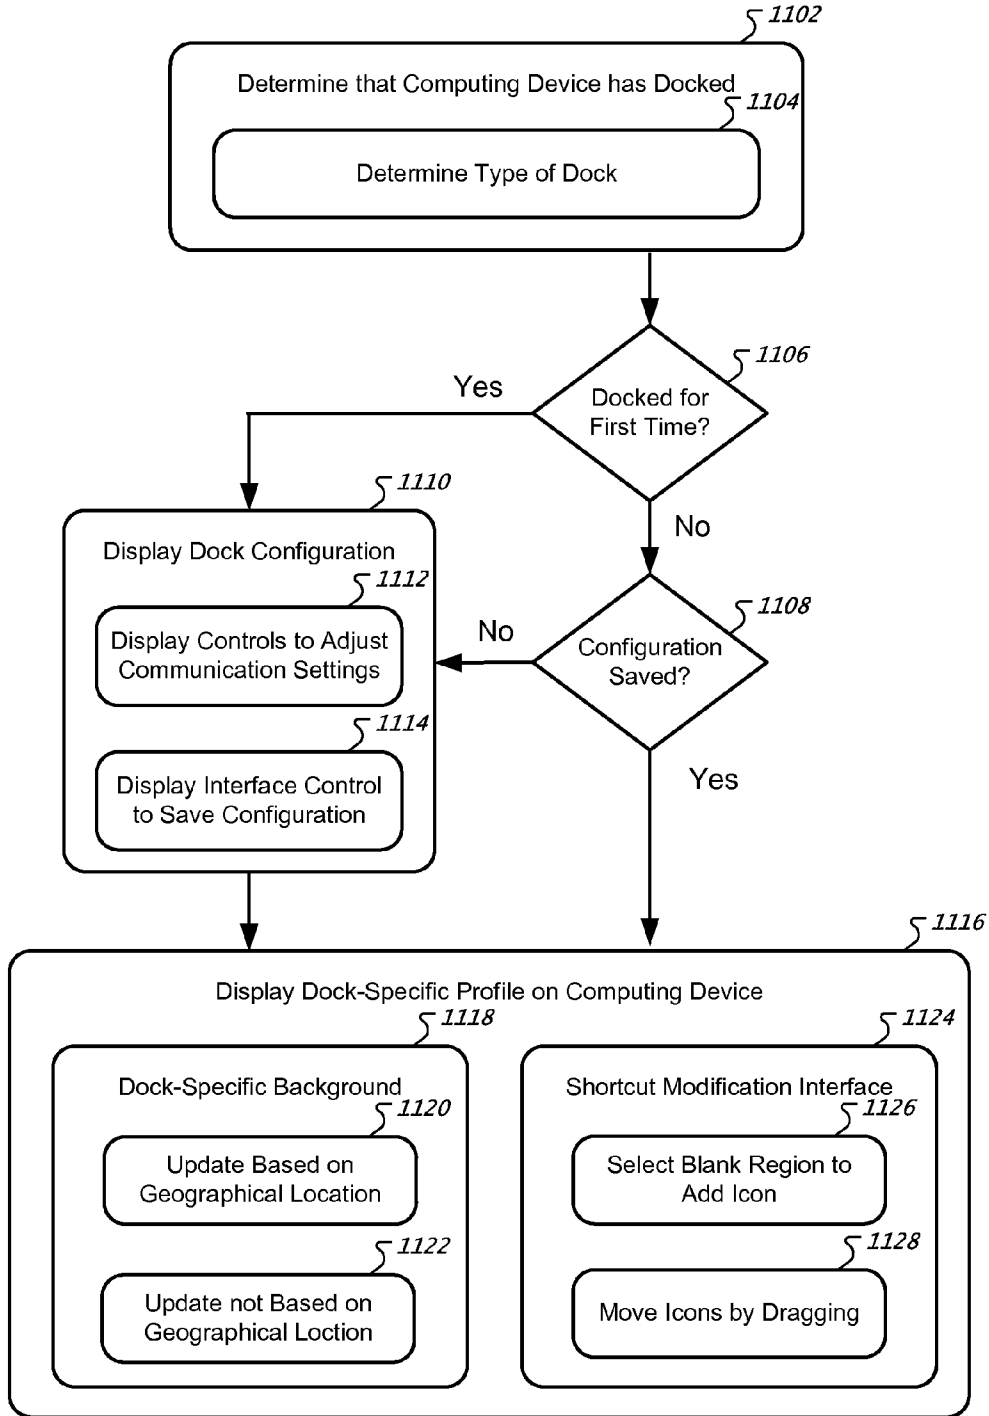 1102
Determine that Computing Device has Docked
1104
Determine Type of Dock
1106
Docked for
First Time?
Yes
No
1110
Display Dock Configuration
1112
Display Controls to Adjust
Communication Settings
1114
Display Interface Control
to Save Configuration
1108
Configuration
Saved?
No
Yes
1116
Display Dock-Specific Profile on Computing Device
1118
Dock-Specific Background
1120
Update Based on
Geographical Location
1122
Update not Based on
Geographical Loction
1124
Shortcut Modification Interface
1126
Select Blank Region to
Add Icon
1128
Move Icons by Dragging